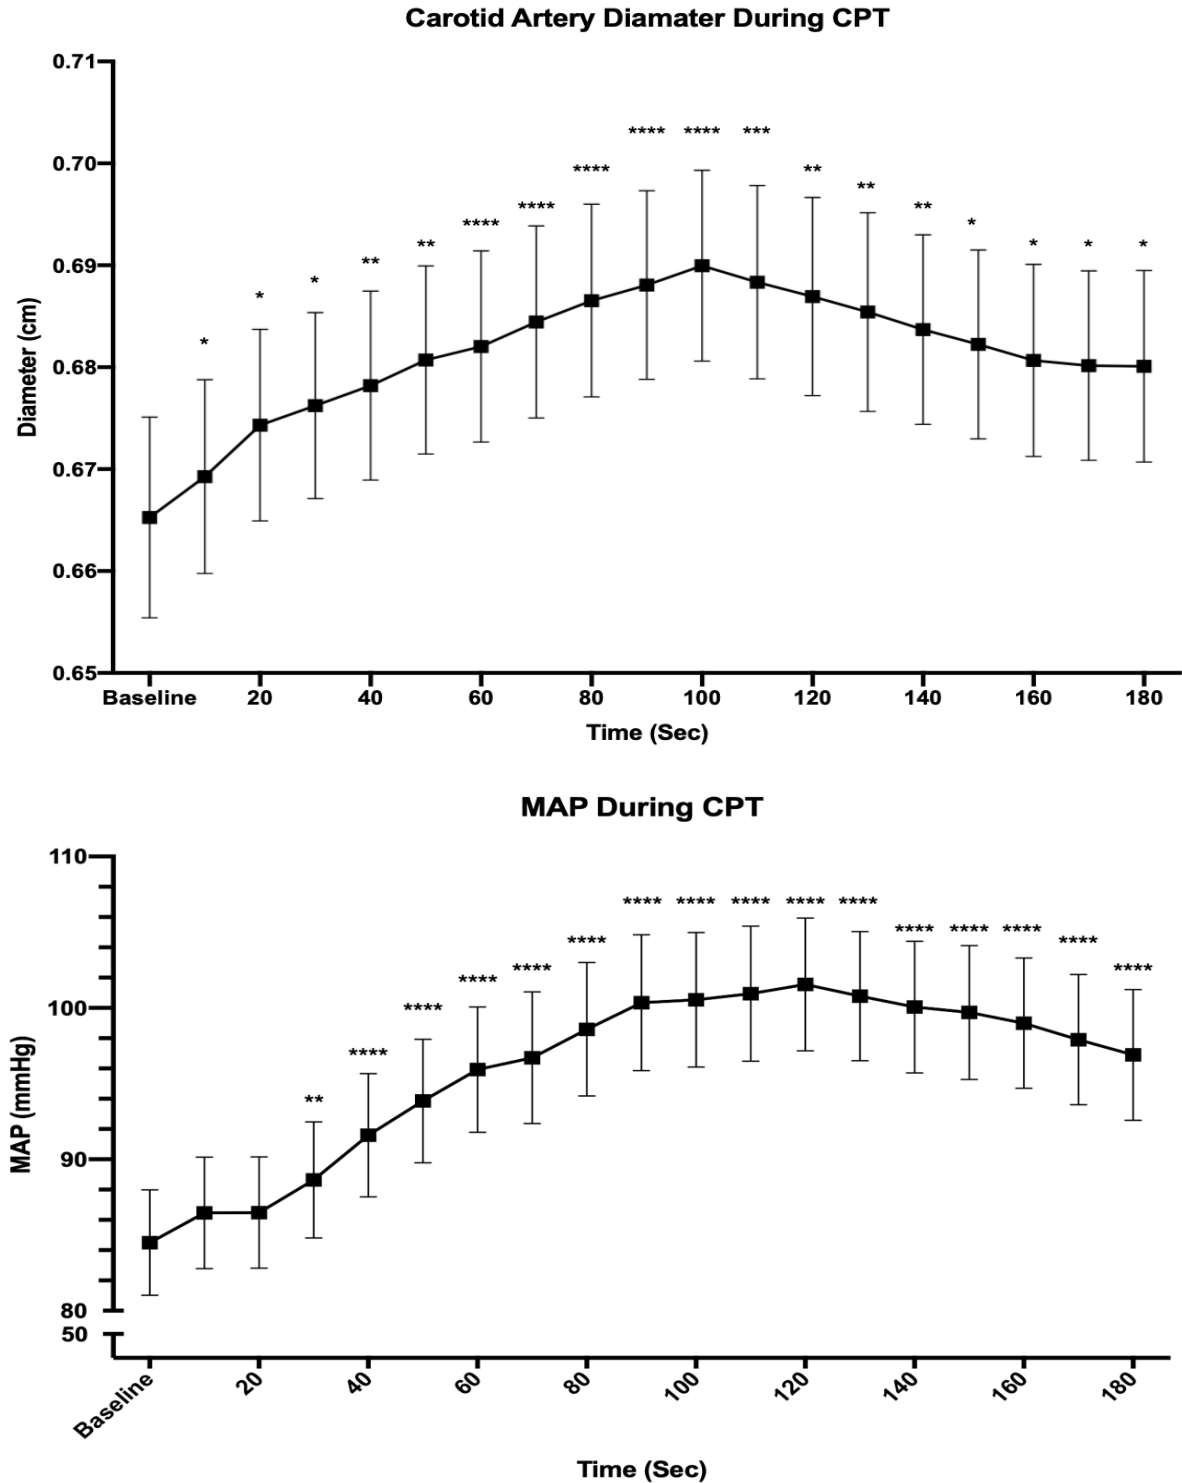 Carotid Artery Diamater During CPT
0.71
0.70
0.69
0.68
0.67
0.66
0.65
Diameter (cm)
* * * ** ** **** **** **** **** **** *** ** ** ** * * * *
Baseline 20 40 60 80 100 120 140 160 180
Time (Sec)
MAP During CPT
110
100
90
80
50
MAP (mmHg)
** **** **** **** **** **** **** **** **** **** **** **** **** **** **** ****
Baseline 20 40 60 80 100 120 140 160 180
Time (Sec)